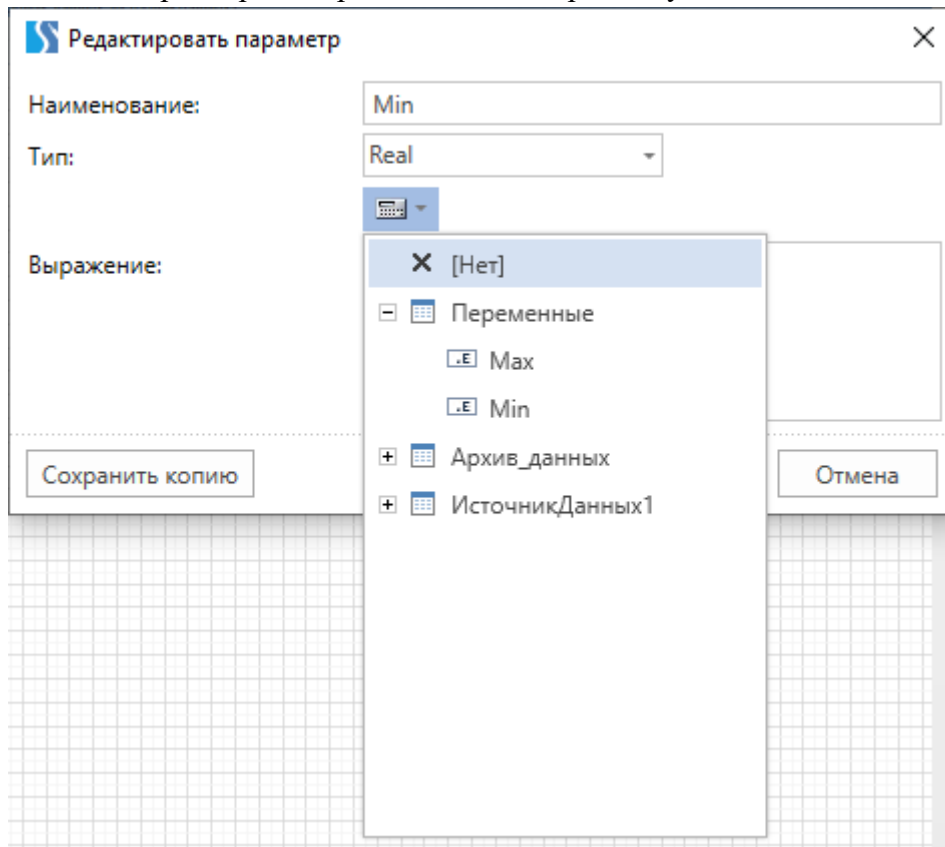 Редактировать параметр
Наименование: Min
Тип: Real
Выражение:
[Нет]
Переменные
.E Max
.E Min
Архив_данных
ИсточникДанных1
Сохранить копию Отмена